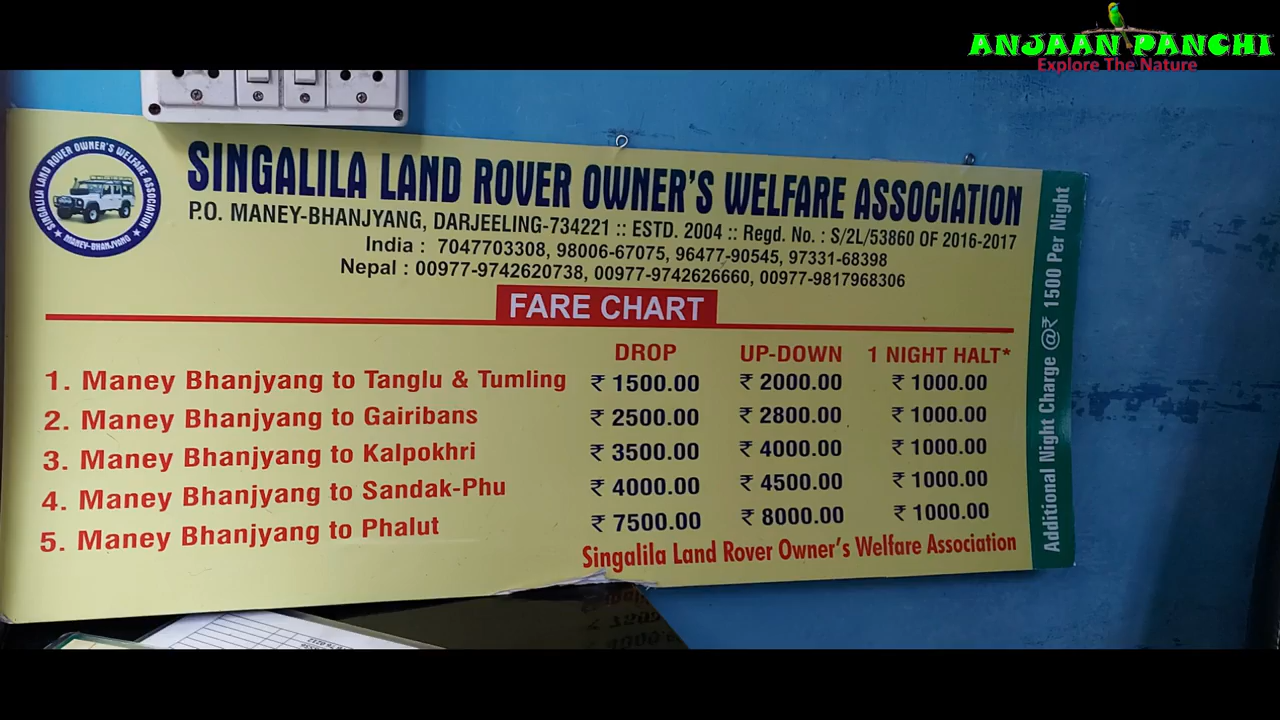 ANJAAN PANCHI
Explore The Nature
SINGALILA LAND ROVER OWNER'S WELFARE ASSOCIATION
★ MANEY-BHANJYANG ★
SINGALILA LAND ROVER OWNER'S WELFARE ASSOCIATION
P.O. MANEY-BHANJYANG, DARJEELING-734221 :: ESTD. 2004 :: Regd. No. : S/2L/53860 OF 2016-2017
India : 7047703308, 98006-67075, 96477-90545, 97331-68398
Nepal : 00977-9742620738, 00977-9742626660, 00977-9817968306
FARE CHART
DROP UP-DOWN 1 NIGHT HALT*
1. Maney Bhanjyang to Tanglu & Tumling ₹ 1500.00 ₹ 2000.00 ₹ 1000.00
2. Maney Bhanjyang to Gairibans ₹ 2500.00 ₹ 2800.00 ₹ 1000.00
3. Maney Bhanjyang to Kalpokhri ₹ 3500.00 ₹ 4000.00 ₹ 1000.00
4. Maney Bhanjyang to Sandak-Phu ₹ 4000.00 ₹ 4500.00 ₹ 1000.00
5. Maney Bhanjyang to Phalut ₹ 7500.00 ₹ 8000.00 ₹ 1000.00
Singalila Land Rover Owner's Welfare Association
Additional Night Charge @₹ 1500 Per Night